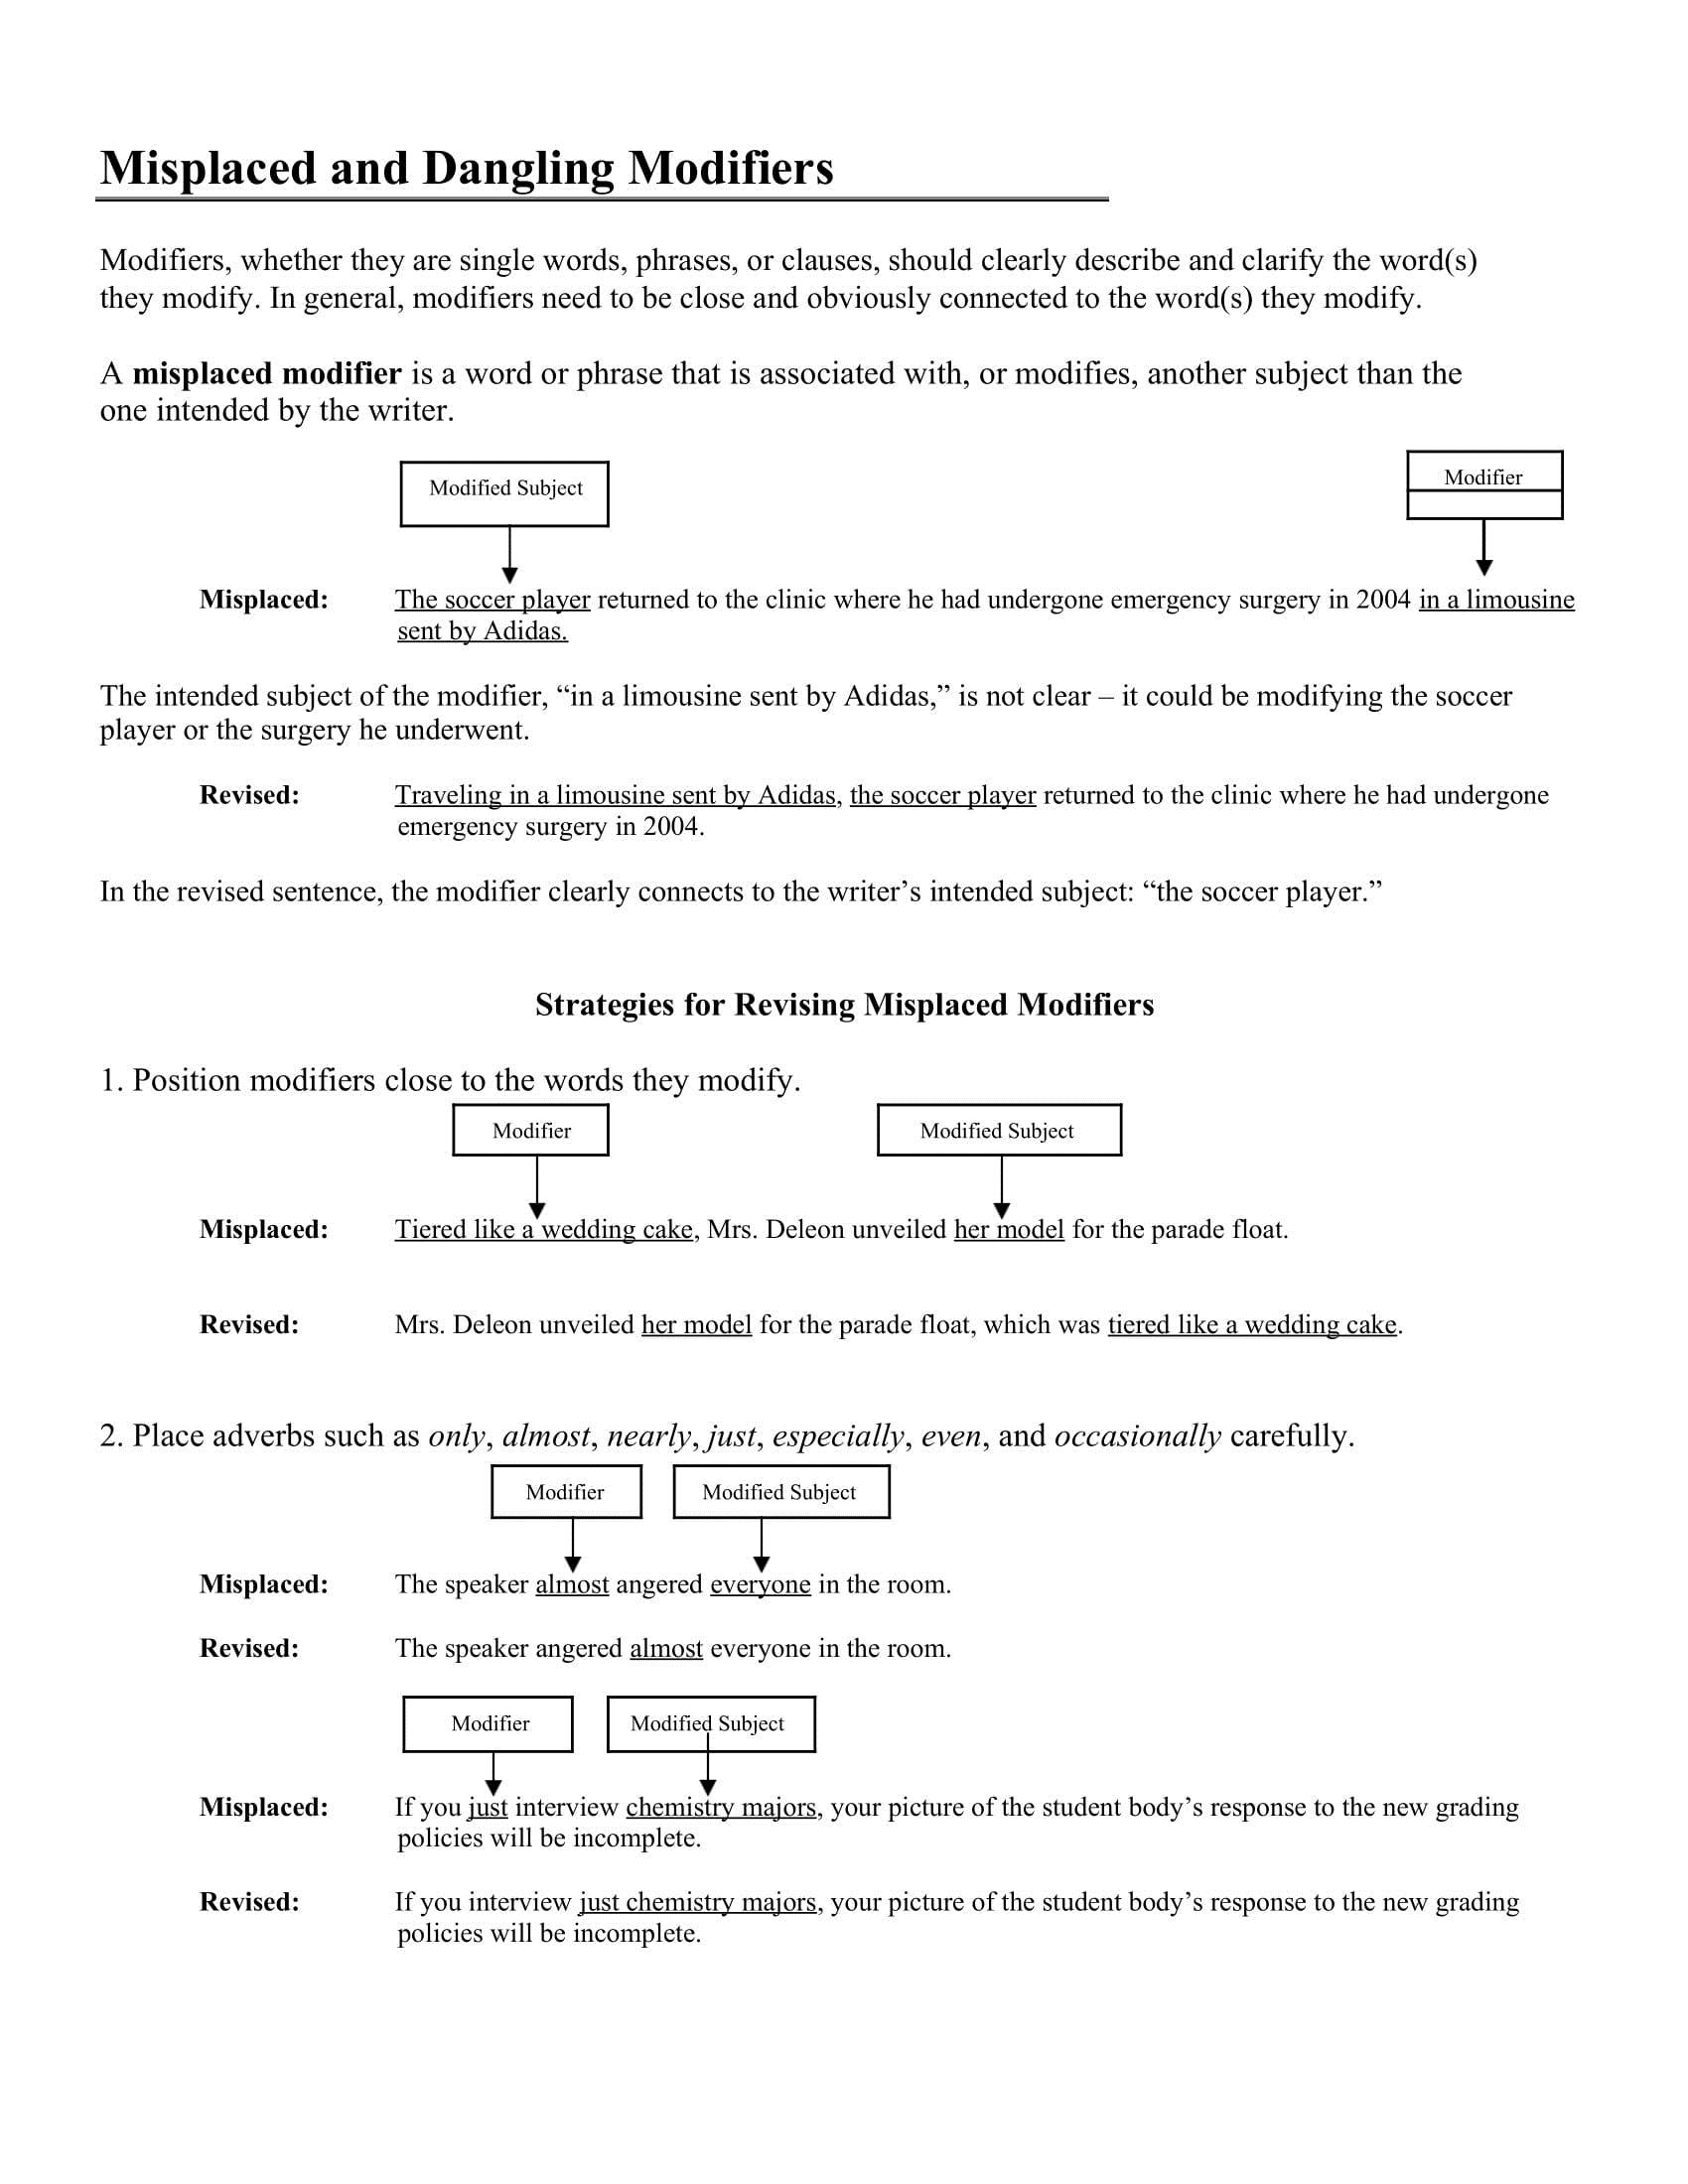 Misplaced and Dangling Modifiers
Modifiers, whether they are single words, phrases, or clauses, should clearly describe and clarify the word(s)
they modify. In general, modifiers need to be close and obviously connected to the word(s) they modify.
A misplaced modifier is a word or phrase that is associated with, or modifies, another subject than the
one intended by the writer.
Modified Subject
Modifier
Misplaced: The soccer player returned to the clinic where he had undergone emergency surgery in 2004 in a limousine
sent by Adidas.
The intended subject of the modifier, “in a limousine sent by Adidas,” is not clear – it could be modifying the soccer
player or the surgery he underwent.
Revised: Traveling in a limousine sent by Adidas, the soccer player returned to the clinic where he had undergone
emergency surgery in 2004.
In the revised sentence, the modifier clearly connects to the writer’s intended subject: “the soccer player.”
Strategies for Revising Misplaced Modifiers
1. Position modifiers close to the words they modify.
Modifier
Modified Subject
Misplaced: Tiered like a wedding cake, Mrs. Deleon unveiled her model for the parade float.
Revised: Mrs. Deleon unveiled her model for the parade float, which was tiered like a wedding cake.
2. Place adverbs such as only, almost, nearly, just, especially, even, and occasionally carefully.
Modifier
Modified Subject
Misplaced: The speaker almost angered everyone in the room.
Revised: The speaker angered almost everyone in the room.
Modifier
Modified Subject
Misplaced: If you just interview chemistry majors, your picture of the student body’s response to the new grading
policies will be incomplete.
Revised: If you interview just chemistry majors, your picture of the student body’s response to the new grading
policies will be incomplete.